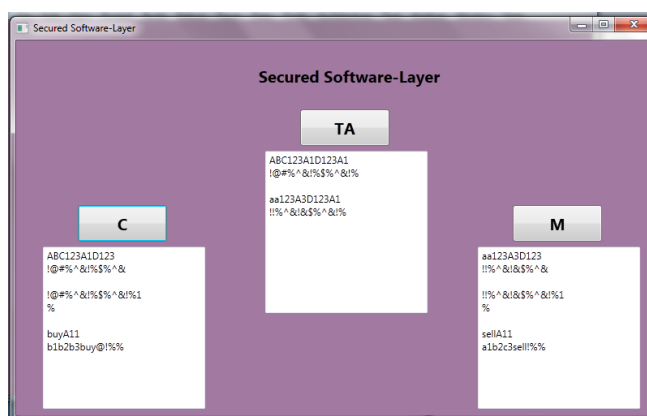 Secured Software-Layer
Secured Software-Layer
TA
ABC123A1D123A1
!@#%^&!%$%^&!%
aa123A3D123A1
!!%^&!&$%^&!%
C
ABC123A1D123
!@#%^&!%$%^&
!@#%^&!%$%^&!%1
%
buyA11
b1b2b3buy@!%%
M
aa123A3D123
!!%^&!&$%^&
!!%^&!&$%^&!%1
%
sellA11
a1b2c3sell!%%